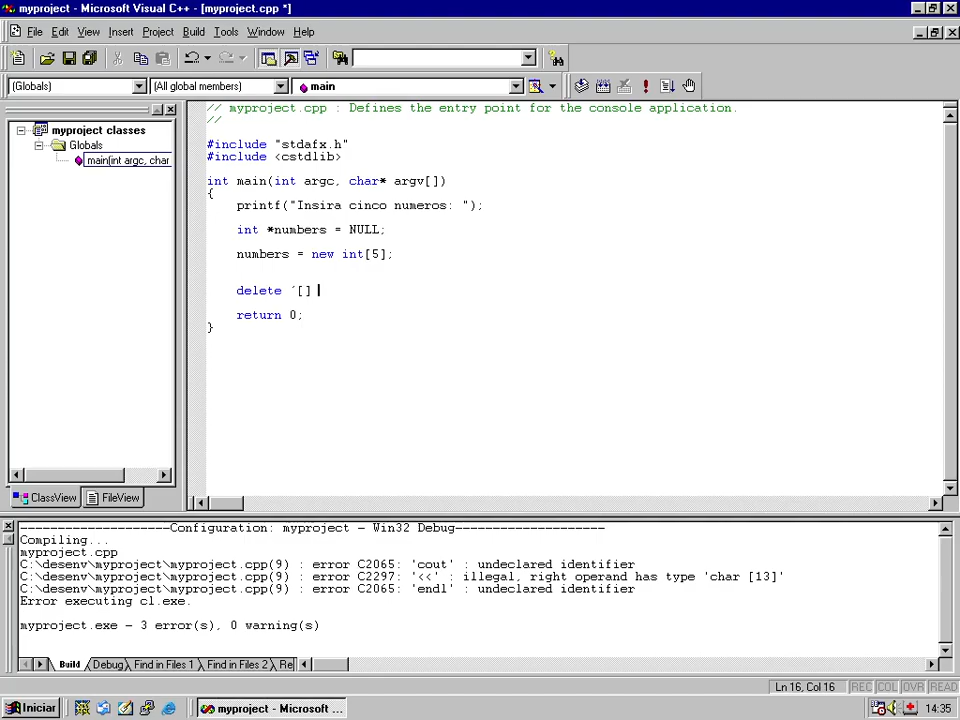 myproject - Microsoft Visual C++ - [myproject.cpp *]
File Edit View Insert Project Build Tools Window Help
(Globals) (All global members) main
myproject classes
Globals
main(int argc, char
// myproject.cpp : Defines the entry point for the console application.
//
#include "stdafx.h"
#include <cstdlib>
int main(int argc, char* argv[])
{
printf("Insira cinco numeros: ");
int *numbers = NULL;
numbers = new int[5];
delete ´[]
return 0;
}
ClassView FileView
--------------------Configuration: myproject - Win32 Debug--------------------
Compiling...
myproject.cpp
C:\desenv\myproject\myproject.cpp(9) : error C2065: 'cout' : undeclared identifier
C:\desenv\myproject\myproject.cpp(9) : error C2297: '<<' : illegal, right operand has type 'char [13]'
C:\desenv\myproject\myproject.cpp(9) : error C2065: 'endl' : undeclared identifier
Error executing cl.exe.
myproject.exe - 3 error(s), 0 warning(s)
Build Debug Find in Files 1 Find in Files 2 Re
Ln 16, Col 16 REC COL OVR READ
Iniciar myproject - Microsoft ... 14:35